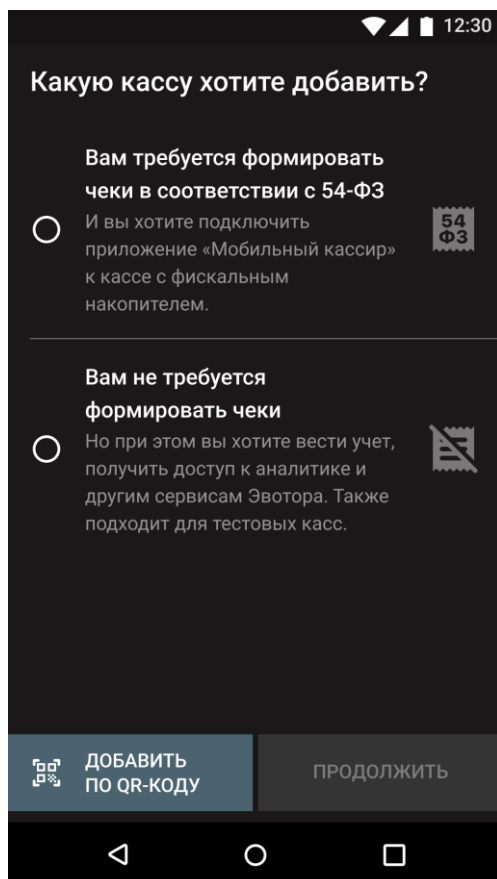 12:30
Какую кассу хотите добавить?
Вам требуется формировать
чеки в соответствии с 54-ФЗ
И вы хотите подключить
приложение «Мобильный кассир»
к кассе с фискальным
накопителем.
54
ФЗ
Вам не требуется
формировать чеки
Но при этом вы хотите вести учет,
получить доступ к аналитике и
другим сервисам Эвотора. Также
подходит для тестовых касс.
ДОБАВИТЬ
ПО QR-КОДУ
ПРОДОЛЖИТЬ